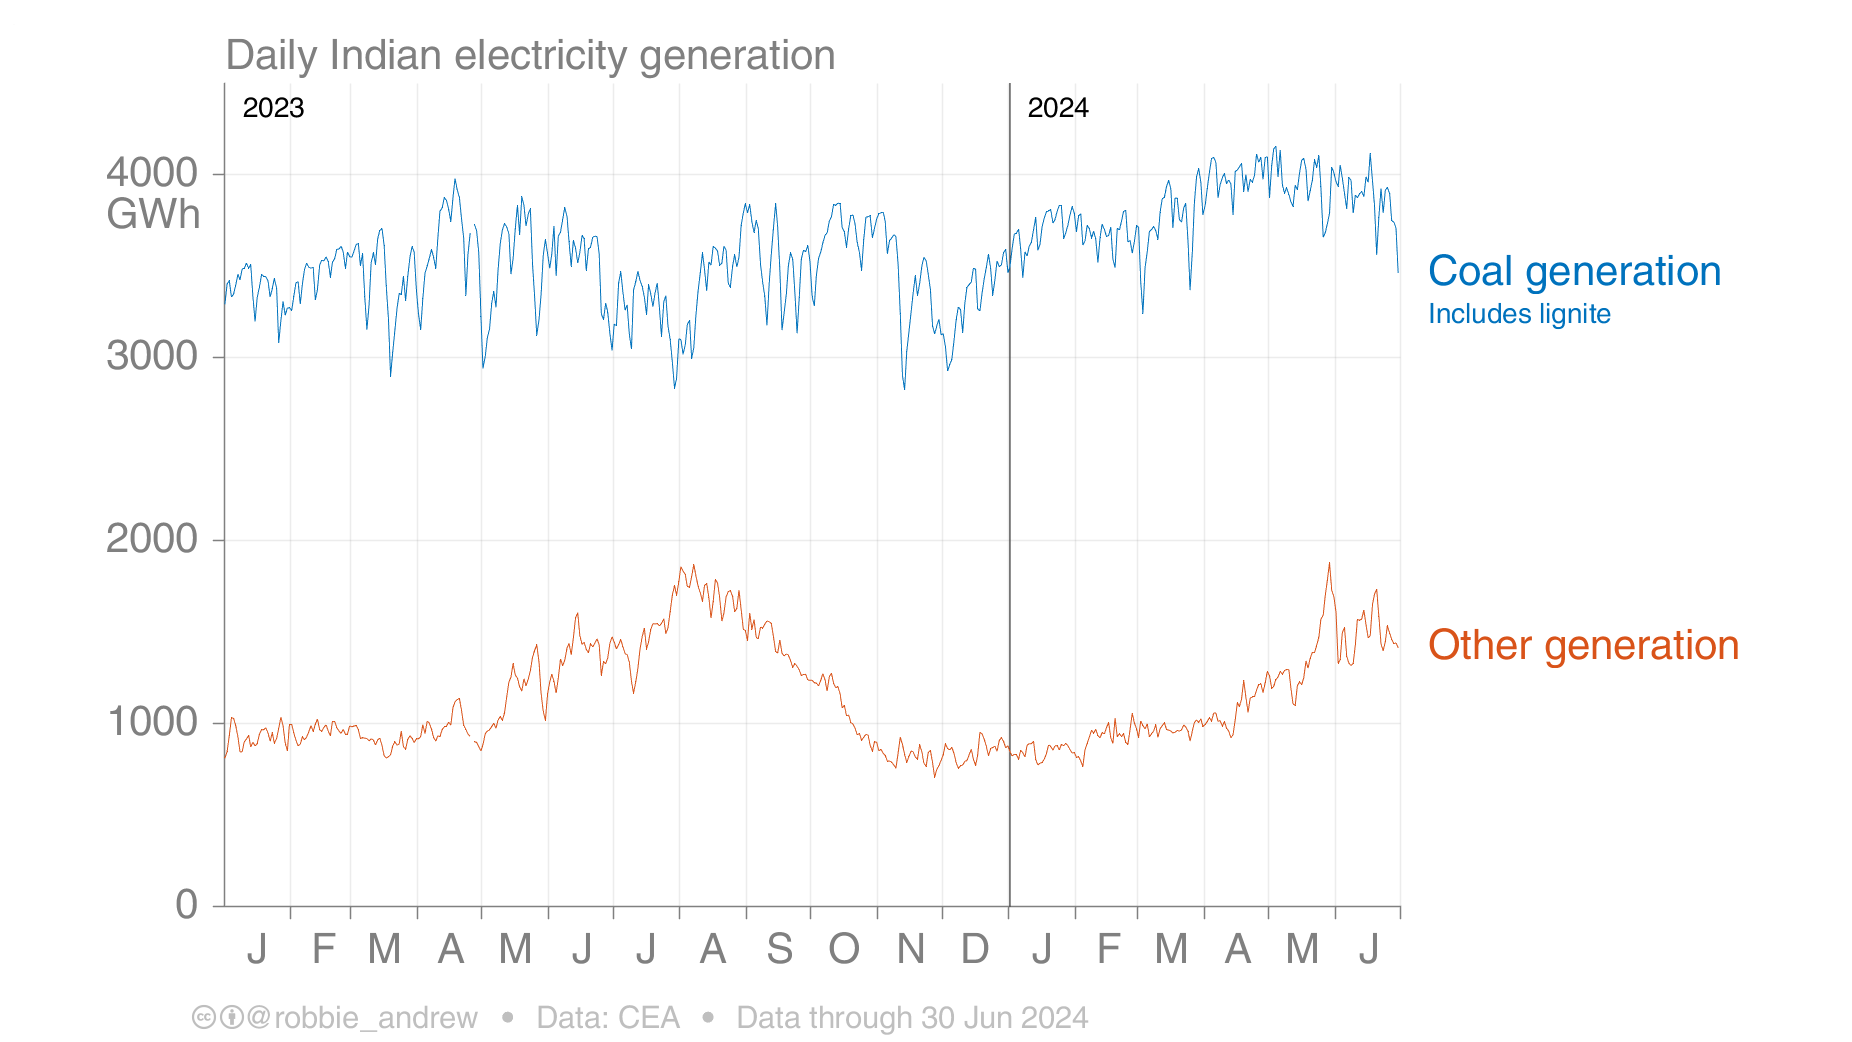 Daily Indian electricity generation
2023
2024
4000
GWh
3000
2000
1000
0
Coal generation
Includes lignite
Other generation
J F M A M J J A S O N D J F M A M J
cc @robbie_andrew • Data: CEA • Data through 30 Jun 2024